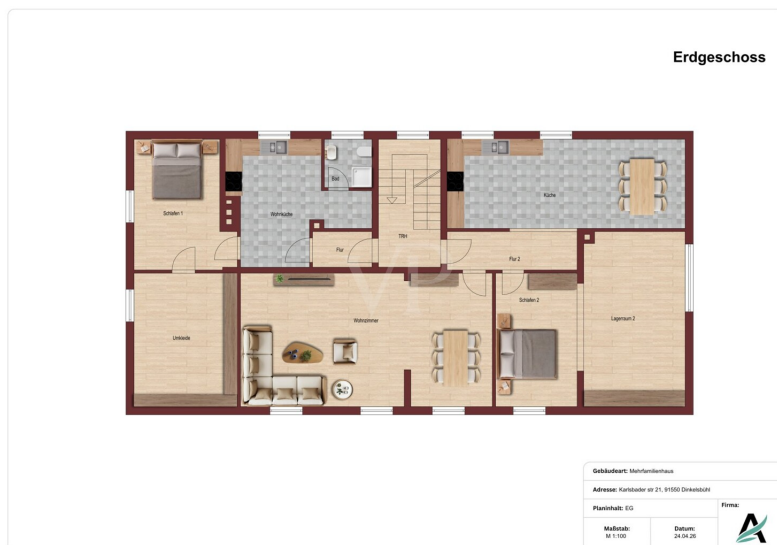 Erdgeschoss
Bad
Schlafen 1
Wohnküche
Küche
TRH
Flur
Flur 2
VP
Schlafen 2
Wohnzimmer
Lagerraum 2
Umkleide
Gebäudeart: Mehrfamilienhaus
Adresse: Karlsbader str 21, 91550 Dinkelsbühl
Planinhalt: EG
Firma:
Maßstab:
M 1:100
Datum:
24.04.26